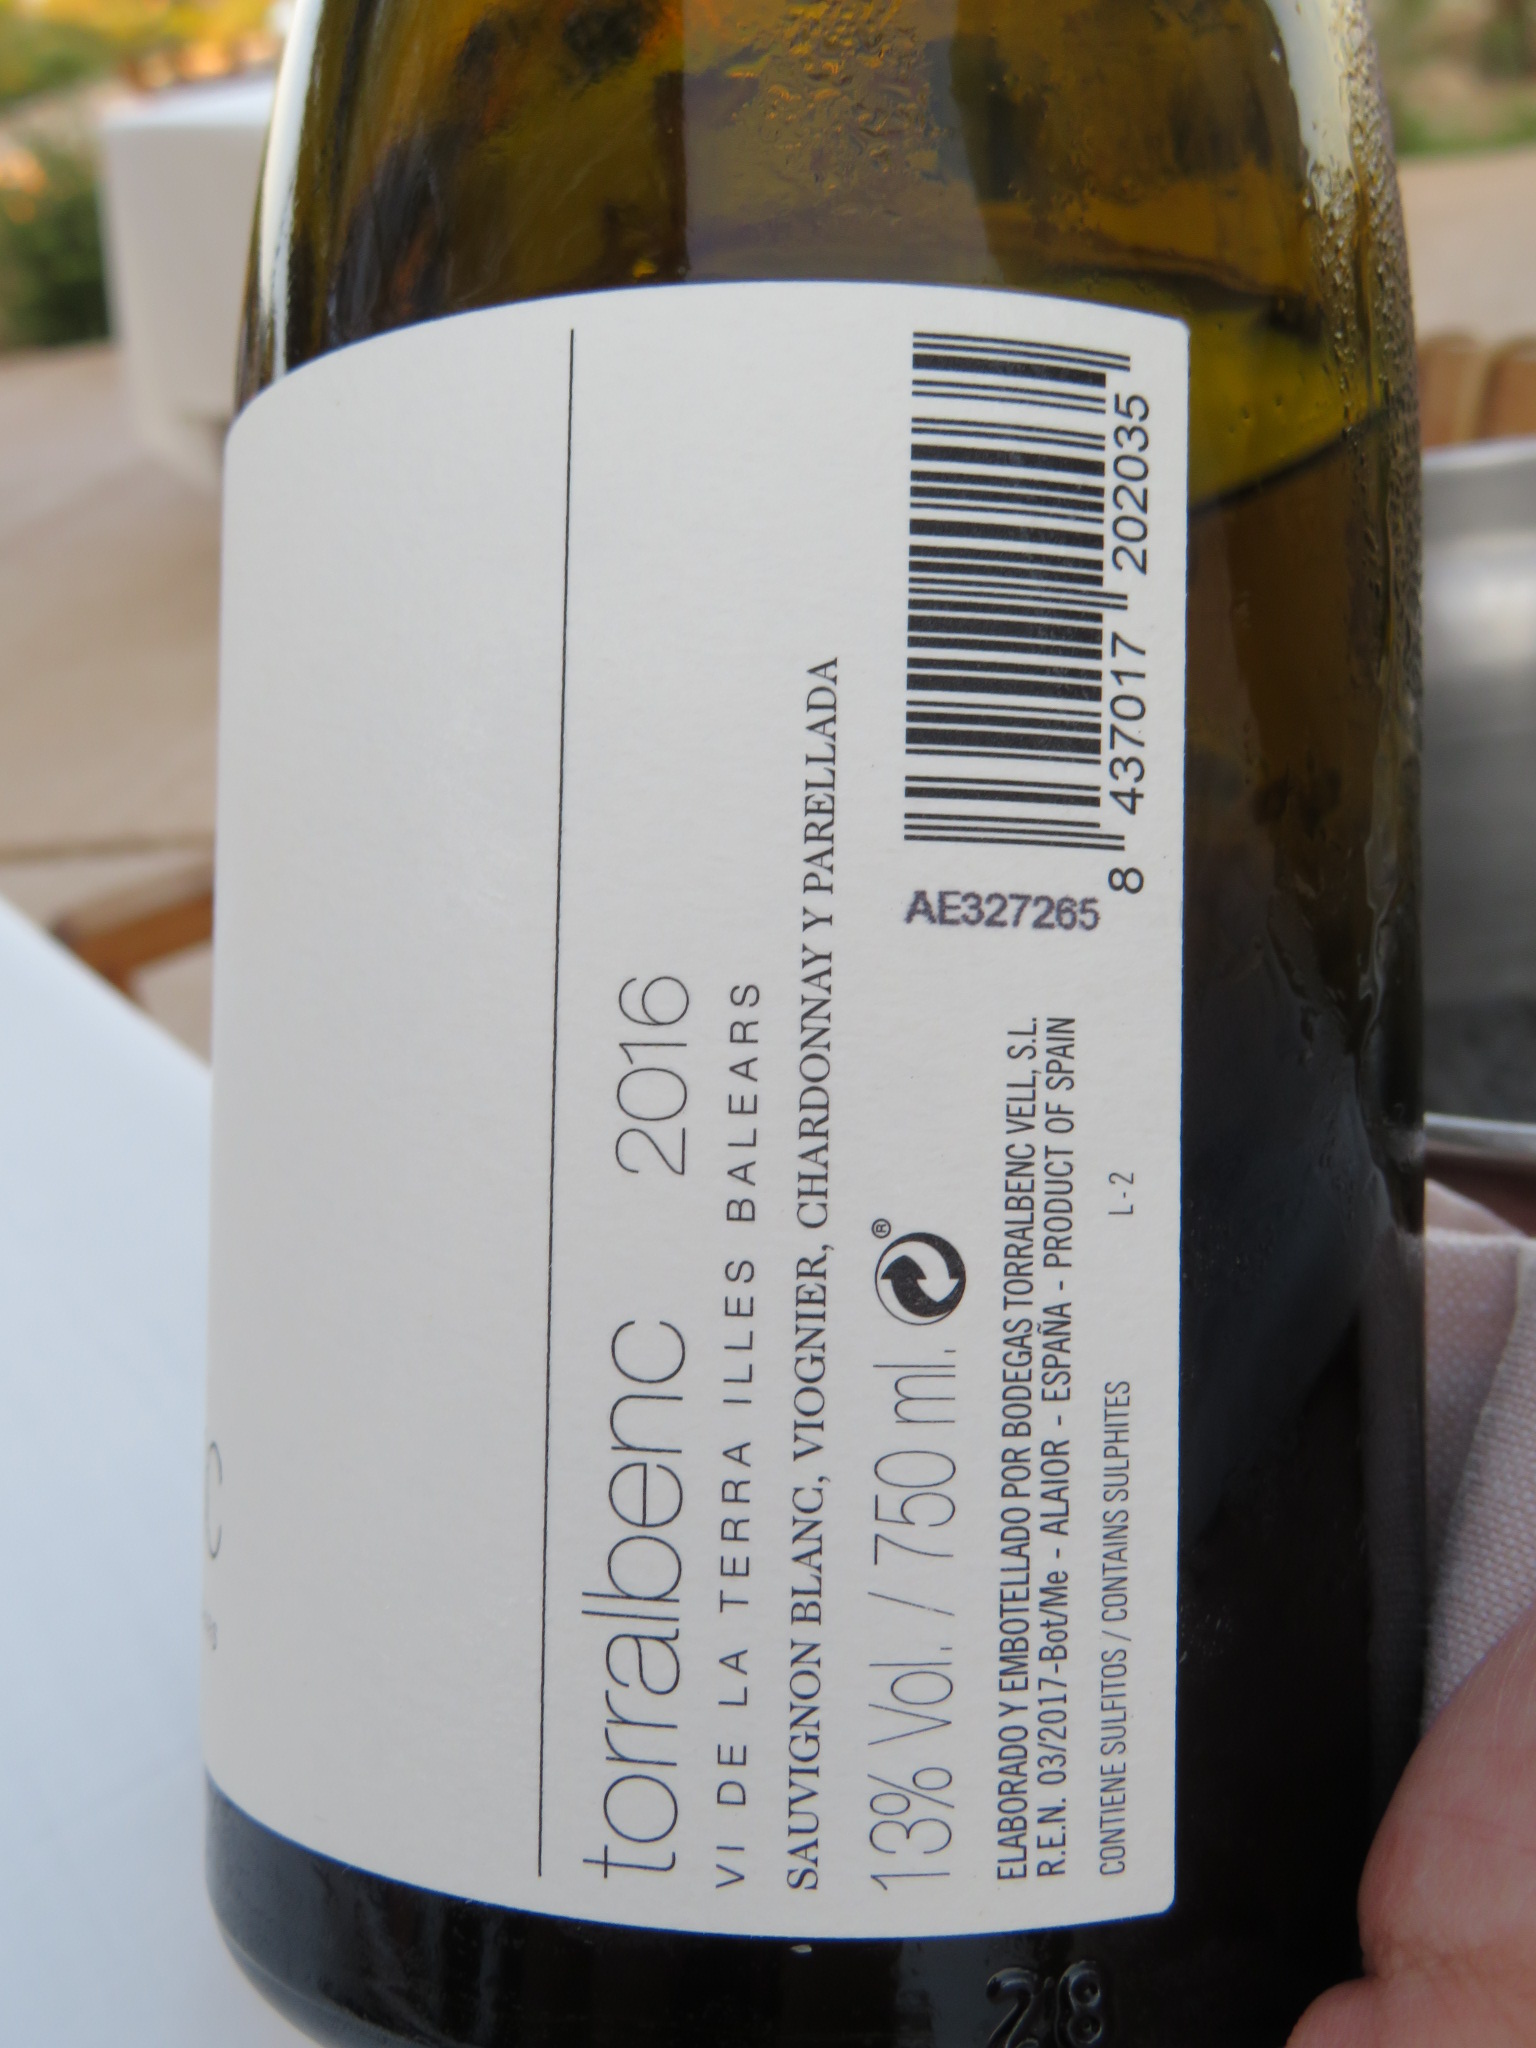 torralbenc 2016
VI DE LA TERRA ILLES BALEARS
SAUVIGNON BLANC, VIOGNIER, CHARDONNAY Y PARELLADA
13% Vol. / 750 ml. ®
AE327265
ELABORADO Y EMBOTELLADO POR BODEGAS TORRALBENC VELL, S.L.
R.E.N. 03/2017-Bot/Me - ALAIOR - ESPAÑA - PRODUCT OF SPAIN
CONTIENE SULFITOS / CONTAINS SULPHITES L-2
8 437017 202035
28